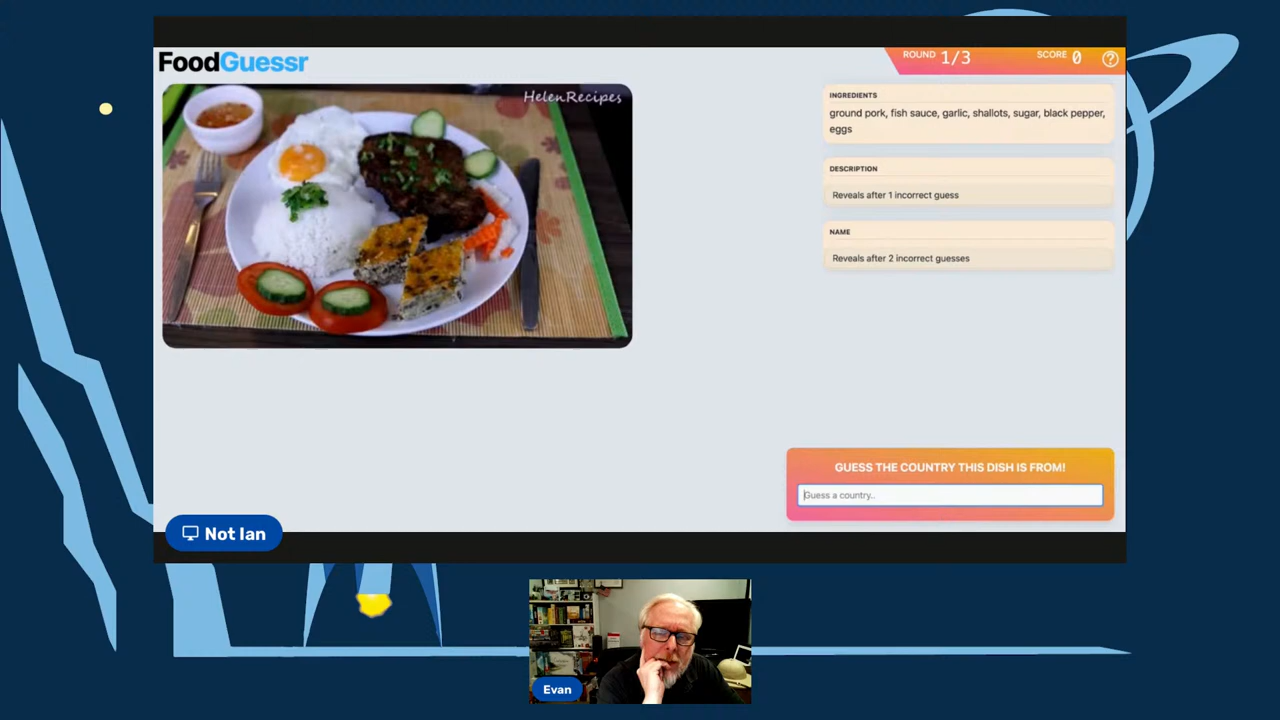 FoodGuessr
ROUND 1/3
SCORE 0
?
HelenRecipes
INGREDIENTS
ground pork, fish sauce, garlic, shallots, sugar, black pepper,
eggs
DESCRIPTION
Reveals after 1 incorrect guess
NAME
Reveals after 2 incorrect guesses
GUESS THE COUNTRY THIS DISH IS FROM!
Guess a country..
Not Ian
Evan